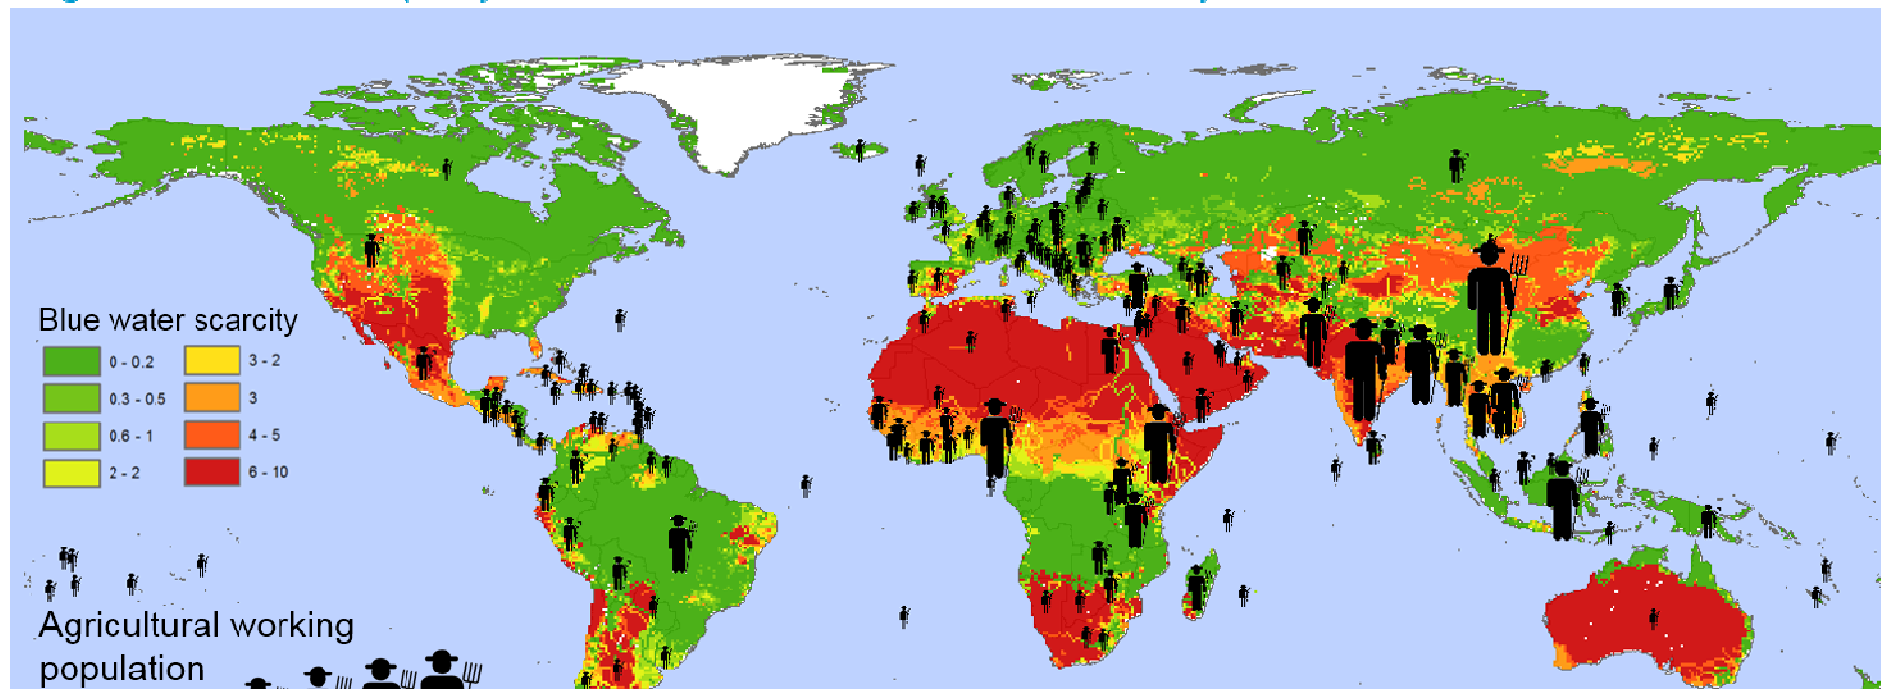 Blue water scarcity
0 - 0.2
3 - 2
0.3 - 0.5
3
0.6 - 1
4 - 5
2 - 2
6 - 10
Agricultural working
population